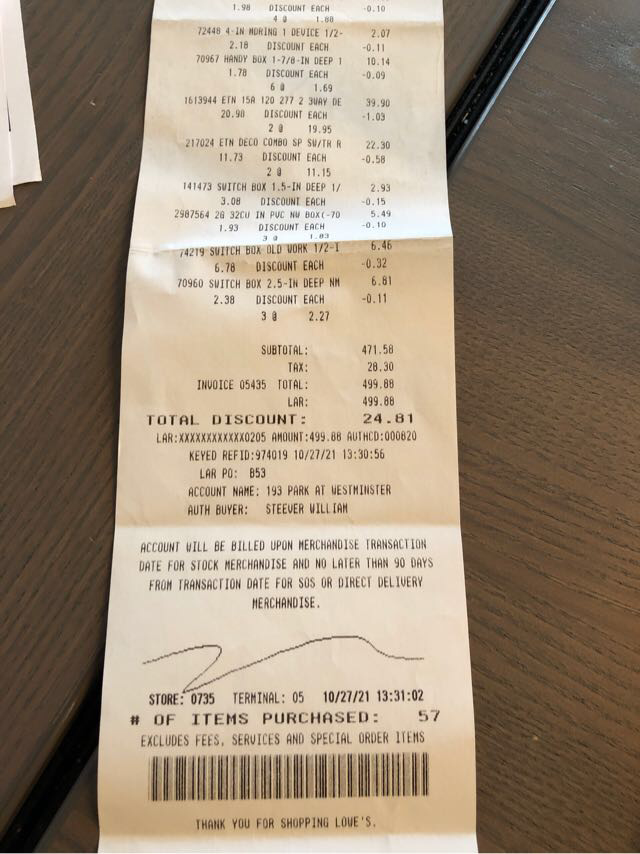 1.98 DISCOUNT EACH -0.10
4 @ 1.88
72448 4-IN MDRING 1 DEVICE 1/2- 2.07
2.18 DISCOUNT EACH -0.11
70967 HANDY BOX 1-7/8-IN DEEP 1 10.14
1.78 DISCOUNT EACH -0.09
6 @ 1.69
1613944 ETN 15A 120 277 2 3WAY DE 39.90
20.98 DISCOUNT EACH -1.03
2 @ 19.95
217024 ETN DECO COMBO SP SW/TR R 22.30
11.73 DISCOUNT EACH -0.58
2 @ 11.15
141473 SWITCH BOX 1.5-IN DEEP 1/ 2.93
3.08 DISCOUNT EACH -0.15
2987564 2G 32CU IN PVC NW BOX(-70 5.49
1.93 DISCOUNT EACH -0.10
3 @ 1.83
74219 SWITCH BOX OLD WORK 1/2-I 6.46
6.78 DISCOUNT EACH -0.32
70960 SWITCH BOX 2.5-IN DEEP NM 6.81
2.38 DISCOUNT EACH -0.11
3 @ 2.27
SUBTOTAL: 471.58
TAX: 28.30
INVOICE 05435 TOTAL: 499.88
LAR: 499.88
TOTAL DISCOUNT: 24.81
LAR:XXXXXXXXXXXX0205 AMOUNT:499.88 AUTHCD:000820
KEYED REFID:974019 10/27/21 13:30:56
LAR PO: B53
ACCOUNT NAME: 193 PARK AT WESTMINSTER
AUTH BUYER: STEEVER WILLIAM
ACCOUNT WILL BE BILLED UPON MERCHANDISE TRANSACTION
DATE FOR STOCK MERCHANDISE AND NO LATER THAN 90 DAYS
FROM TRANSACTION DATE FOR SOS OR DIRECT DELIVERY
MERCHANDISE.
STORE: 0735 TERMINAL: 05 10/27/21 13:31:02
# OF ITEMS PURCHASED: 57
EXCLUDES FEES, SERVICES AND SPECIAL ORDER ITEMS
THANK YOU FOR SHOPPING LOWE'S.